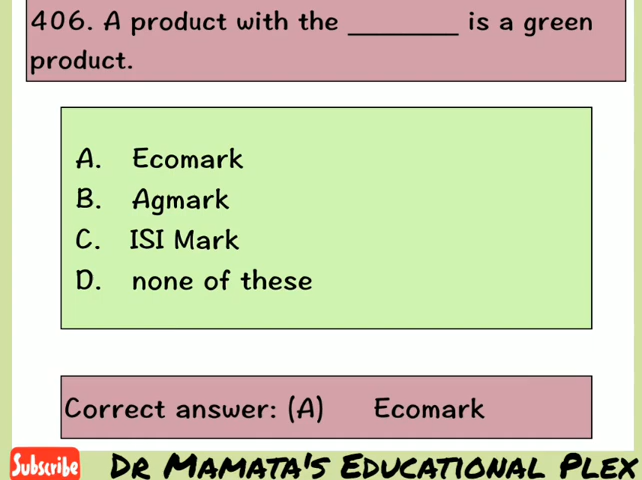 406. A product with the ________ is a green
product.
A. Ecomark
B. Agmark
C. ISI Mark
D. none of these
Correct answer: (A) Ecomark
Subscribe DR MAMATA'S EDUCATIONAL PLEX